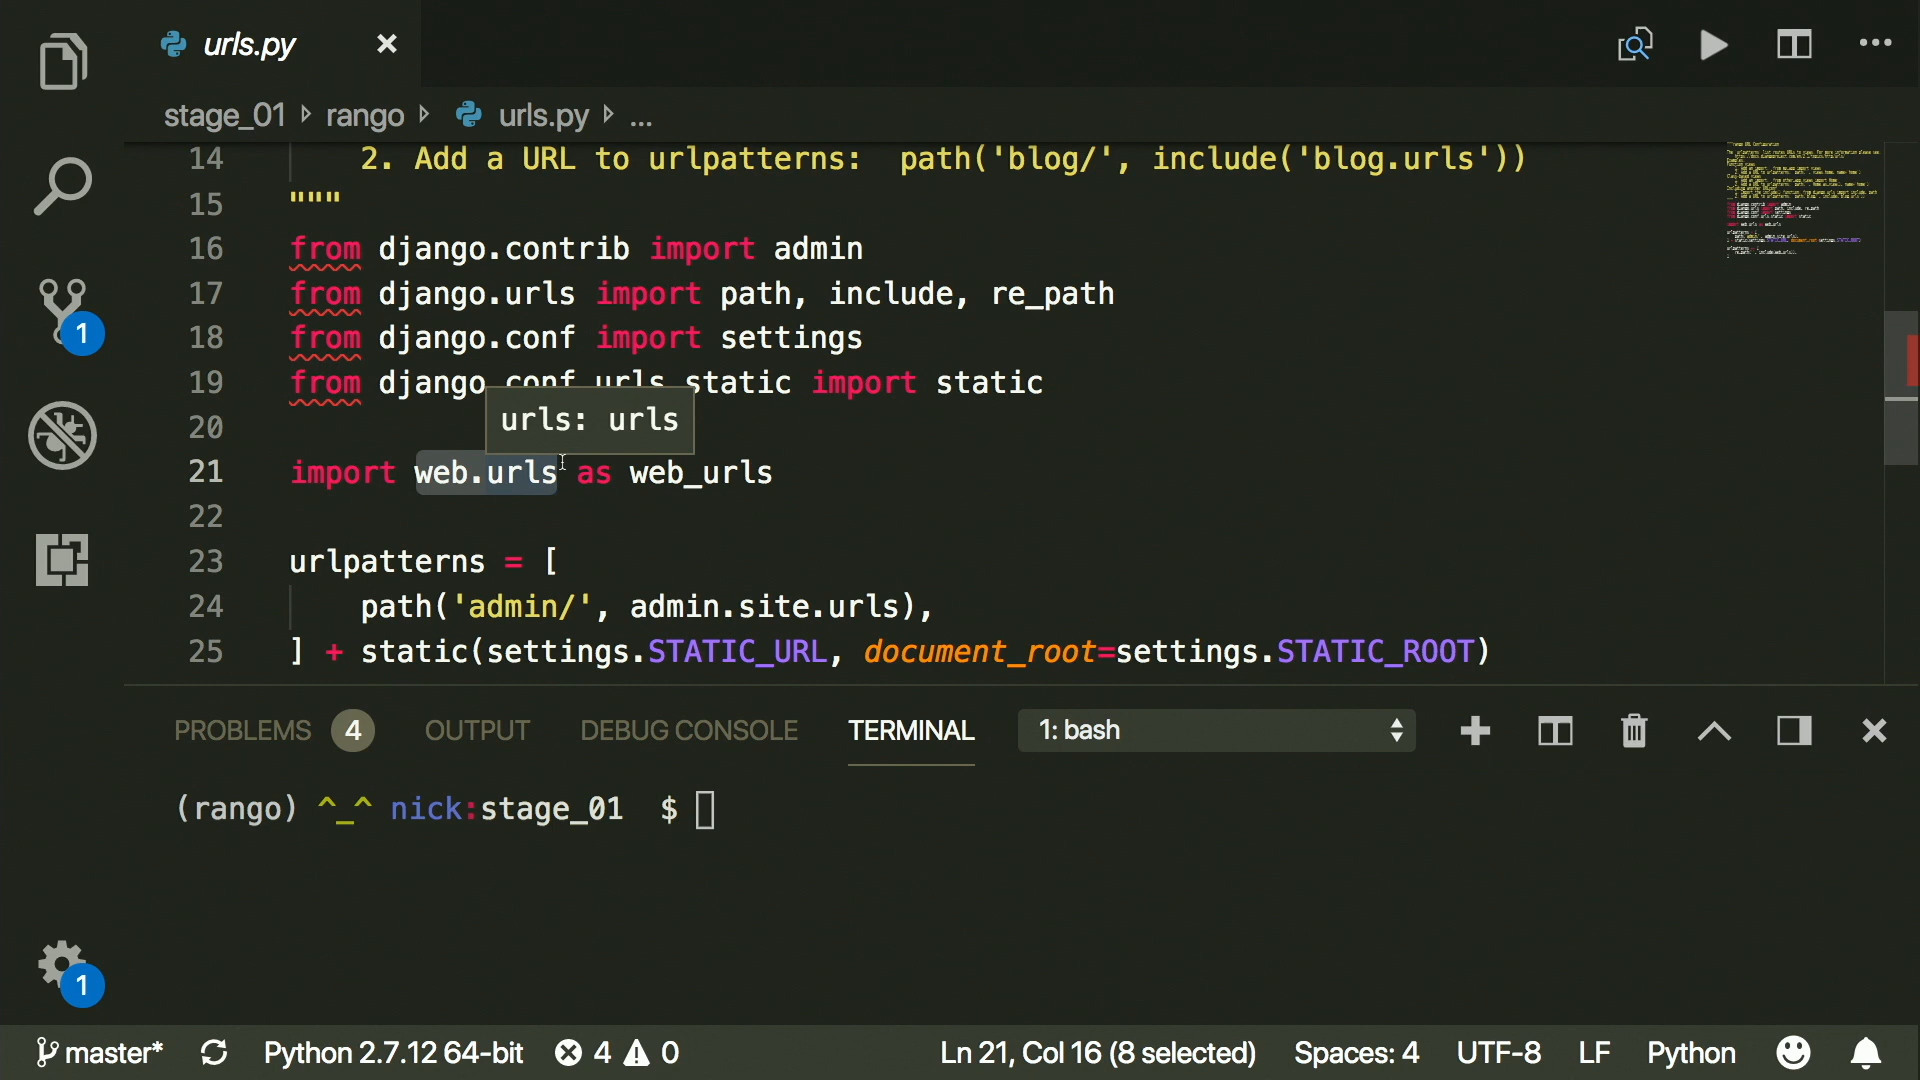 urls.py
stage_01 rango urls.py ...
14 2. Add a URL to urlpatterns: path('blog/', include('blog.urls'))
15 """
16 from django.contrib import admin
17 from django.urls import path, include, re_path
18 from django.conf import settings
19 from django.conf.urls.static import static
urls: urls
20
21 import web.urls as web_urls
22
23 urlpatterns = [
24 path('admin/', admin.site.urls),
25 ] + static(settings.STATIC_URL, document_root=settings.STATIC_ROOT)
1
PROBLEMS 4 OUTPUT DEBUG CONSOLE TERMINAL 1: bash
(rango) ^_^ nick:stage_01 $
1
master* Python 2.7.12 64-bit 4 0 Ln 21, Col 16 (8 selected) Spaces: 4 UTF-8 LF Python